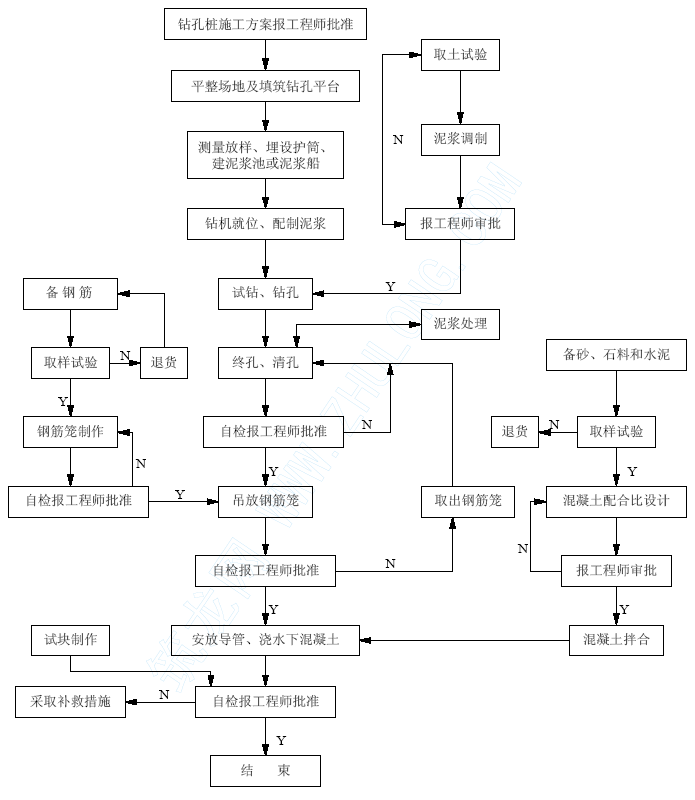 钻孔桩施工方案报工程师批准
取土试验
平整场地及填筑钻孔平台
N
泥浆调制
测量放样、埋设护筒、
建泥浆池或泥浆船
钻机就位、配制泥浆
报工程师审批
备 钢 筋
试钻、钻孔
Y
泥浆处理
取样试验
N
退货
终孔、清孔
备砂、石料和水泥
Y
钢筋笼制作
自检报工程师批准
N
退货
N
取样试验
N
Y
Y
自检报工程师批准
Y
吊放钢筋笼
取出钢筋笼
混凝土配合比设计
N
自检报工程师批准
N
报工程师审批
Y
Y
试块制作
安放导管、浇水下混凝土
混凝土拌合
采取补救措施
N
自检报工程师批准
Y
结 束
筑龙网 WWW.ZHULONG.COM